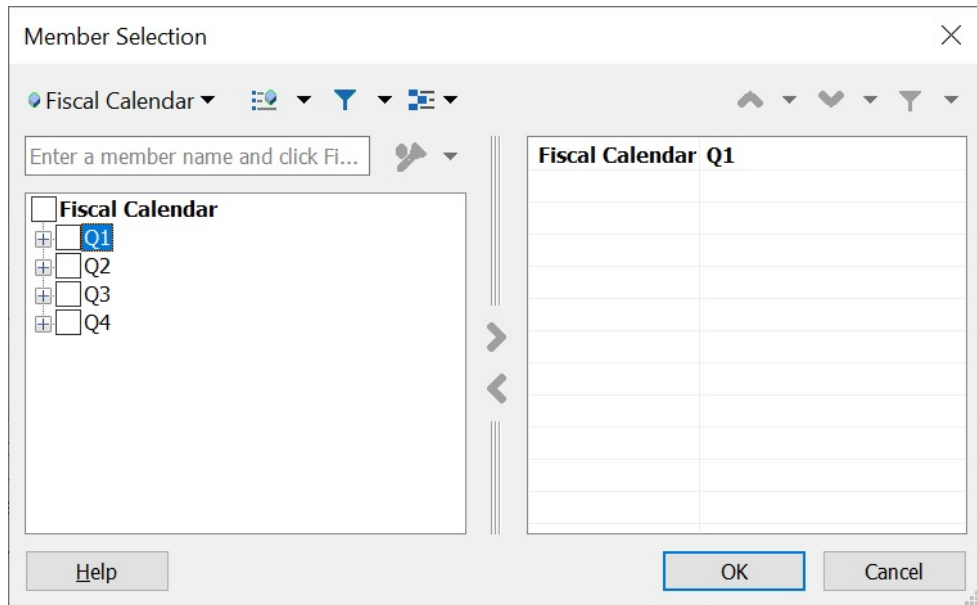 Member Selection
Fiscal Calendar
Enter a member name and click Fi...
Fiscal Calendar
Q1
Q2
Q3
Q4
Fiscal Calendar Q1
Help
OK
Cancel